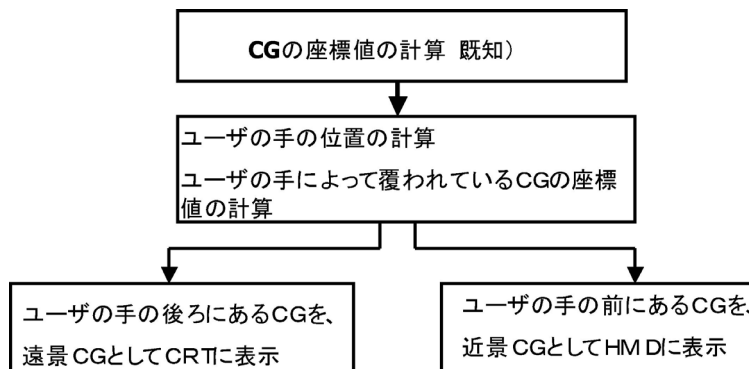 CGの座標値の計算 既知）
ユーザの手の位置の計算
ユーザの手によって覆われているCGの座標
値の計算
ユーザの手の後ろにあるCGを、
遠景CGとしてCRTに表示
ユーザの手の前にあるCGを、
近景CGとしてHMDに表示